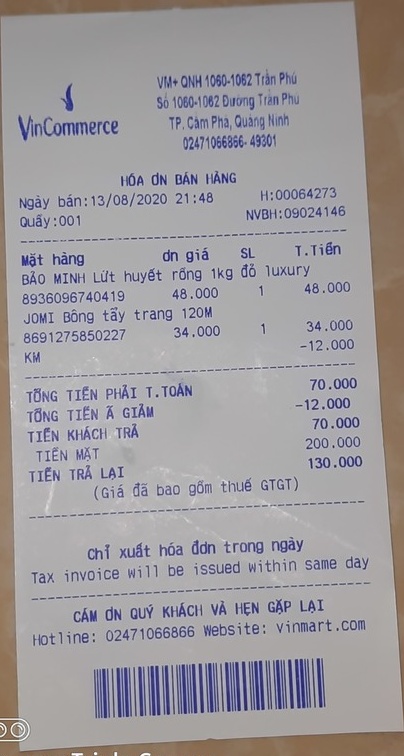 VinCommerce
VM+ QNH 1060-1062 Trần Phú
Số 1060-1062 Đường Trần Phú
TP. Cẩm Phả, Quảng Ninh
02471066866- 49301
HÓA ƠN BÁN HÀNG
Ngày bán:13/08/2020 21:48 H:00064273
Quầy:001 NVBH:09024146
Mặt hàng ơn giá SL T.Tiền
BẢO MINH Lứt huyết rồng 1kg đỏ luxury
8936096740419 48.000 1 48.000
JOMI Bông tẩy trang 120M
8691275850227 34.000 1 34.000
KM -12.000
TỔNG TIỀN PHẢI T.TOÁN 70.000
TỔNG TIỀN Ã GIẢM -12.000
TIỀN KHÁCH TRẢ 70.000
TIỀN MẶT 200.000
TIỀN TRẢ LẠI 130.000
(Giá đã bao gồm thuế GTGT)
Chỉ xuất hóa đơn trong ngày
Tax invoice will be issued within same day
CẢM ƠN QUÝ KHÁCH VÀ HẸN GẶP LẠI
Hotline: 02471066866 Website: vinmart.com